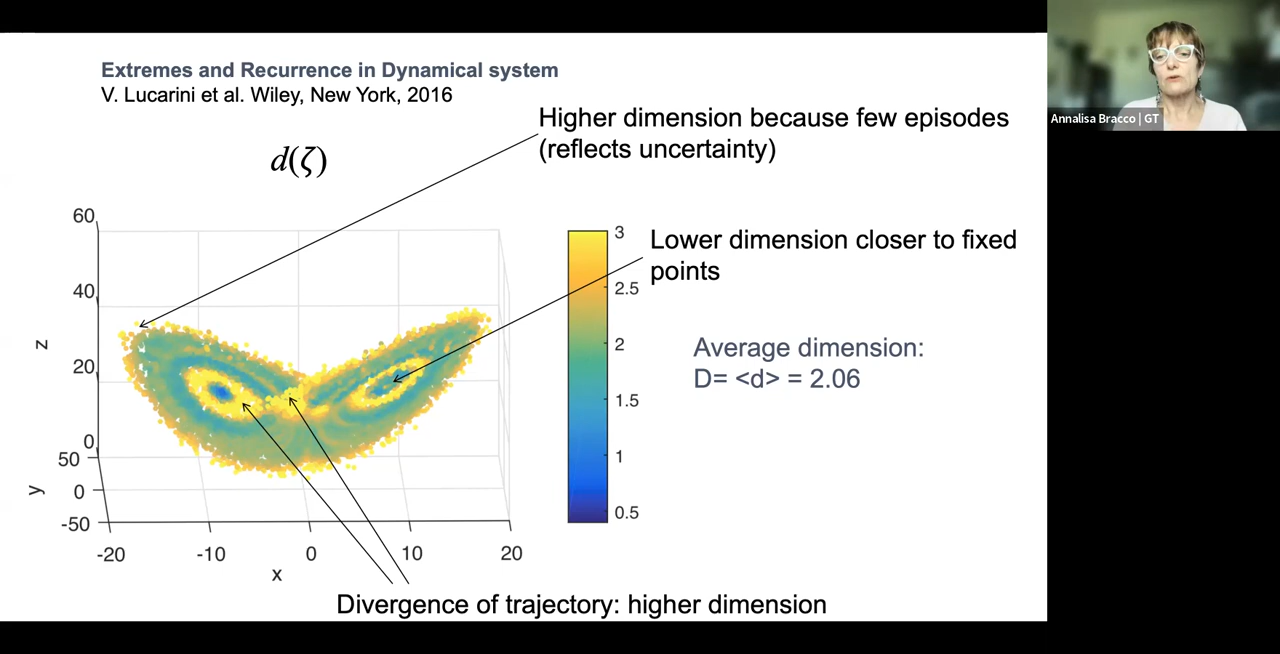 Extremes and Recurrence in Dynamical system
V. Lucarini et al. Wiley, New York, 2016
Higher dimension because few episodes
(reflects uncertainty)
d(ζ)
Lower dimension closer to fixed
points
Average dimension:
D= <d> = 2.06
60
40
20
0
z
50
0
-50
y
-20
-10
0
10
20
x
3
2.5
2
1.5
1
0.5
Divergence of trajectory: higher dimension
Annalisa Bracco | GT